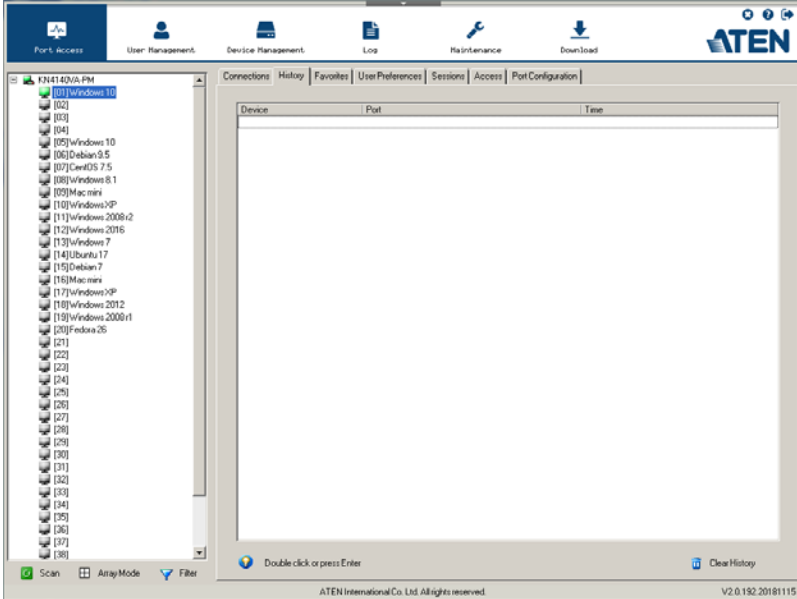 Port Access
User Management
Device Management
Log
Maintenance
Download
ATEN
KN4140VA-PM
Connections
History
Favorites
User Preferences
Sessions
Access
Port Configuration
[01]Windows 10
[02]
[03]
[04]
[05]Windows 10
[06]Debian 9.5
[07]CentOS 7.5
[08]Windows 8.1
[09]Mac mini
[10]Windows XP
[11]Windows 2008 r2
[12]Windows 2016
[13]Windows 7
[14]Ubuntu 17
[15]Debian 7
[16]Mac mini
[17]Windows XP
[18]Windows 2012
[19]Windows 2008 r1
[20]Fedora 26
[21]
[22]
[23]
[24]
[25]
[26]
[27]
[28]
[29]
[30]
[31]
[32]
[33]
[34]
[35]
[36]
[37]
[38]
Device
Port
Time
Double click or press Enter
Clear History
Scan
Array Mode
Filter
ATEN International Co. Ltd. All rights reserved.
V2.0.192.20181115